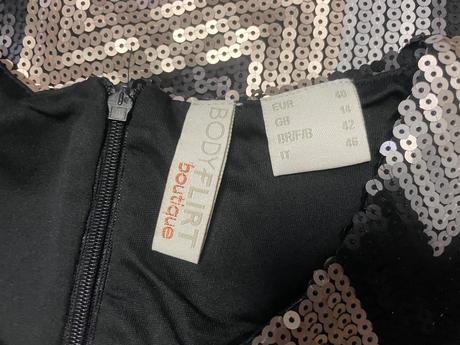 BODYFLIRT
boutique
EUR 40
GB 14
BR/F/B 42
IT 46